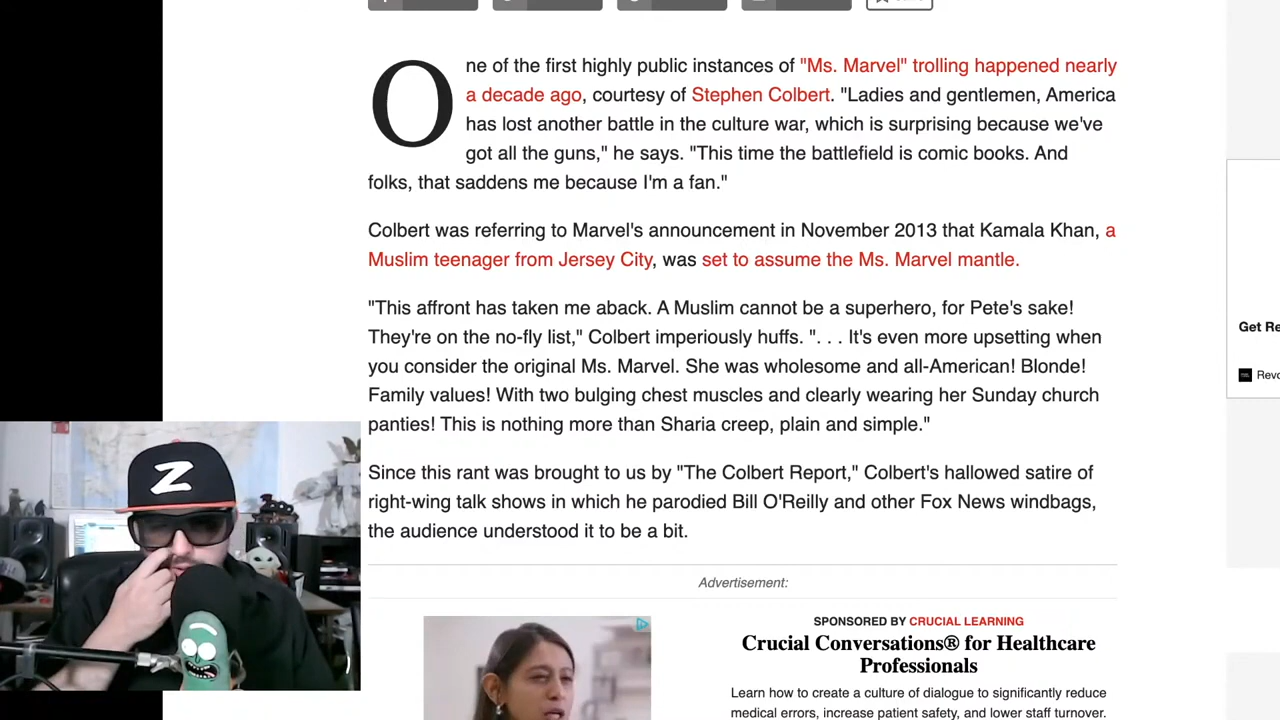 One of the first highly public instances of "Ms. Marvel" trolling happened nearly
a decade ago, courtesy of Stephen Colbert. "Ladies and gentlemen, America
has lost another battle in the culture war, which is surprising because we've
got all the guns," he says. "This time the battlefield is comic books. And
folks, that saddens me because I'm a fan."
Colbert was referring to Marvel's announcement in November 2013 that Kamala Khan, a
Muslim teenager from Jersey City, was set to assume the Ms. Marvel mantle.
"This affront has taken me aback. A Muslim cannot be a superhero, for Pete's sake!
They're on the no-fly list," Colbert imperiously huffs. ". . . It's even more upsetting when
you consider the original Ms. Marvel. She was wholesome and all-American! Blonde!
Family values! With two bulging chest muscles and clearly wearing her Sunday church
panties! This is nothing more than Sharia creep, plain and simple."
Since this rant was brought to us by "The Colbert Report," Colbert's hallowed satire of
right-wing talk shows in which he parodied Bill O'Reilly and other Fox News windbags,
the audience understood it to be a bit.
Advertisement:
SPONSORED BY CRUCIAL LEARNING
Crucial Conversations® for Healthcare
Professionals
Learn how to create a culture of dialogue to significantly reduce
medical errors, increase patient safety, and lower staff turnover.
Get Re
Revo
Z